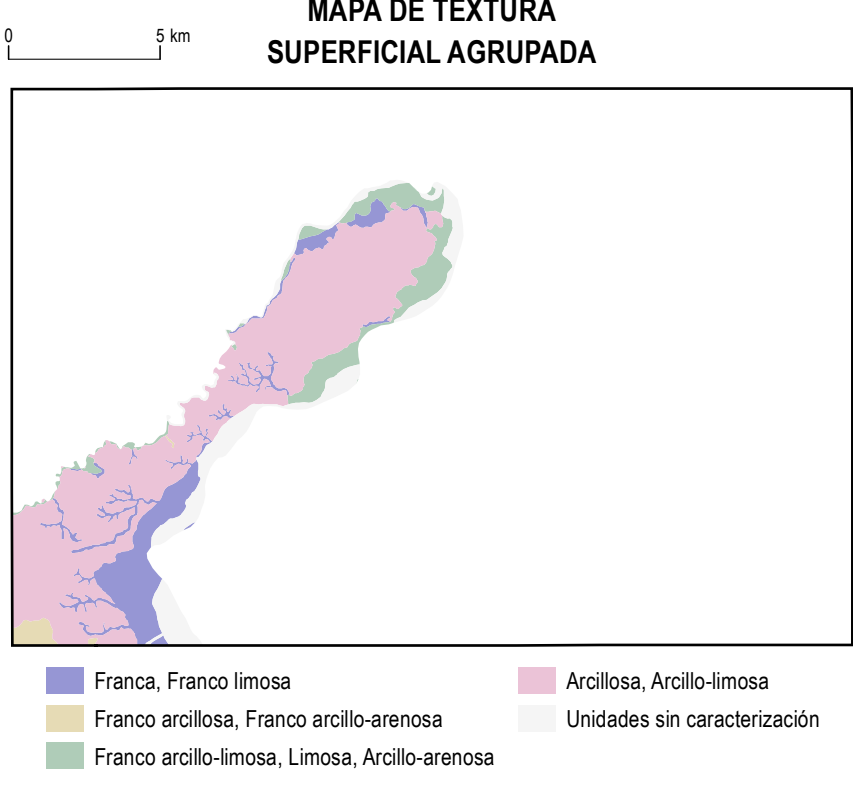 MAPA DE TEXTURA
SUPERFICIAL AGRUPADA
0 5 km
Franca, Franco limosa
Franco arcillosa, Franco arcillo-arenosa
Franco arcillo-limosa, Limosa, Arcillo-arenosa
Arcillosa, Arcillo-limosa
Unidades sin caracterización